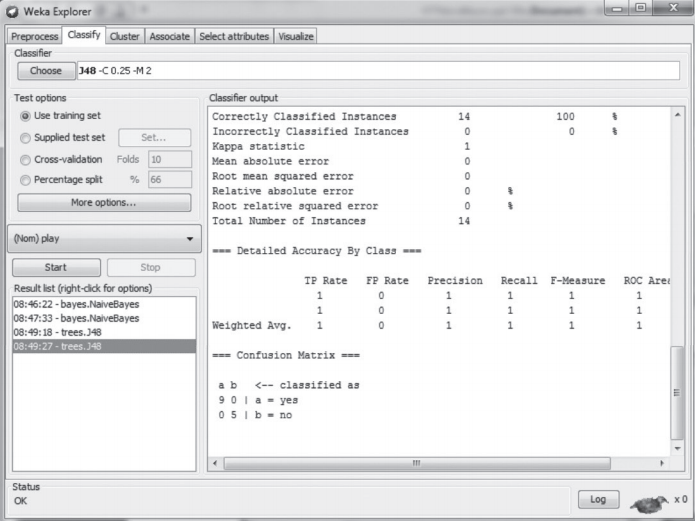 Weka Explorer
Preprocess Classify Cluster Associate Select attributes Visualize
Classifier
Choose J48 -C 0.25 -M 2
Test options
Use training set
Supplied test set Set...
Cross-validation Folds 10
Percentage split % 66
More options...
(Nom) play
Start Stop
Result list (right-click for options)
08:46:22 - bayes.NaiveBayes
08:47:33 - bayes.NaiveBayes
08:49:18 - trees.J48
08:49:27 - trees.J48
Classifier output
Correctly Classified Instances 14 100 %
Incorrectly Classified Instances 0 0 %
Kappa statistic 1
Mean absolute error 0
Root mean squared error 0
Relative absolute error 0 %
Root relative squared error 0 %
Total Number of Instances 14
=== Detailed Accuracy By Class ===
TP Rate FP Rate Precision Recall F-Measure ROC Area
1 0 1 1 1 1
1 0 1 1 1 1
Weighted Avg. 1 0 1 1 1 1
=== Confusion Matrix ===
a b <-- classified as
9 0 | a = yes
0 5 | b = no
Status
OK
Log x 0